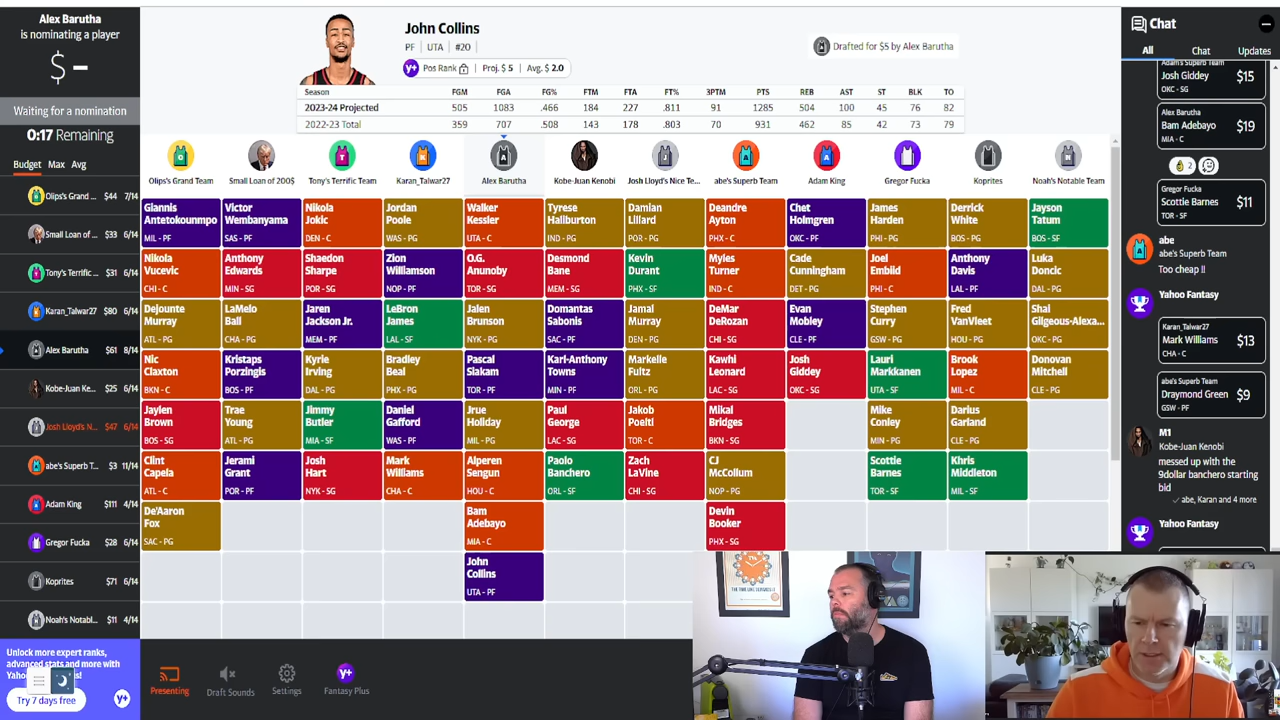 Alex Barutha
is nominating a player
$ –
Waiting for a nomination
0:17 Remaining
Budget Max Avg
Olips's Grand ... $44 7/14
Small Loan of ... $33 6/14
Tony's Terrific ... $31 6/14
Karan_Talwar27 $80 6/14
Alex Barutha $61 8/14
Kobe-Juan Ke... $25 6/14
Josh Lloyd's N... $47 6/14
abe's Superb T... $3 11/14
Adam King $111 4/14
Gregor Fucka $28 6/14
Koprites $71 6/14
Noah's Notabl... 4/14
Unlock more expert ranks,
advanced stats and more with
Try 7 days free
y+
John Collins
PF UTA #20
y+ Pos Rank Proj. $ 5 Avg. $ 2.0
Drafted for $5 by Alex Barutha
Season FGM FGA FG% FTM FTA FT% 3PTM PTS REB AST ST BLK TO
2023-24 Projected 505 1083 .466 184 227 .811 91 1285 504 100 45 76 82
2022-23 Total 359 707 .508 143 178 .803 70 931 462 85 42 73 79
Olips's Grand Team Small Loan of 200$ Tony's Terrific Team Karan_Talwar27 Alex Barutha Kobe-Juan Kenobi Josh Lloyd's Nice Te... abe's Superb Team Adam King Gregor Fucka Koprites Noah's Notable Team
Giannis Victor Nikola Jordan Walker Tyrese Damian Deandre Chet James Derrick Jayson
Antetokounmpo Wembanyama Jokic Poole Kessler Haliburton Lillard Ayton Holmgren Harden White Tatum
MIL - PF SAS - PF DEN - C WAS - PG UTA - C IND - PG POR - PG PHX - C OKC - PF PHI - PG BOS - PG BOS - SF
Nikola Anthony Shaedon Zion O.G. Desmond Kevin Myles Cade Joel Anthony Luka
Vucevic Edwards Sharpe Williamson Anunoby Bane Durant Turner Cunningham Embiid Davis Doncic
CHI - C MIN - SG POR - SG NOP - PF TOR - SG MEM - SG PHX - SF IND - C DET - PG PHI - C LAL - PF DAL - PG
Dejounte LaMelo Jaren LeBron Jalen Domantas Jamal DeMar Evan Stephen Fred Shai
Murray Ball Jackson Jr. James Brunson Sabonis Murray DeRozan Mobley Curry VanVleet Gilgeous-Alexa...
ATL - PG CHA - PG MEM - PF LAL - SF NYK - PG SAC - PF DEN - PG CHI - SG CLE - PF GSW - PG HOU - PG OKC - PG
Nic Kristaps Kyrie Bradley Pascal Karl-Anthony Markelle Kawhi Josh Lauri Brook Donovan
Claxton Porzingis Irving Beal Siakam Towns Fultz Leonard Giddey Markkanen Lopez Mitchell
BKN - C BOS - PF DAL - PG PHX - PG TOR - PF MIN - PF ORL - PG LAC - SG OKC - SG UTA - SF MIL - C CLE - PG
Jaylen Trae Jimmy Daniel Jrue Paul Jakob Mikal Mike Darius
Brown Young Butler Gafford Holiday George Poeltl Bridges Conley Garland
BOS - SG ATL - PG MIA - SF WAS - PF MIL - PG LAC - SG TOR - C BKN - SG MIN - PG CLE - PG
Clint Jerami Josh Mark Alperen Paolo Zach CJ Scottie Khris
Capela Grant Hart Williams Sengun Banchero LaVine McCollum Barnes Middleton
ATL - C POR - PF NYK - SG CHA - C HOU - C ORL - SF CHI - SG NOP - PG TOR - SF MIL - SF
De'Aaron Bam Devin
Fox Adebayo Booker
SAC - PG MIA - C PHX - SG
John
Collins
UTA - PF
Presenting Draft Sounds Settings Fantasy Plus
Chat
All Chat Updates
Adam's Superb Team
Josh Giddey $15
OKC - SG
Alex Barutha
Bam Adebayo $19
MIA - C
2
Gregor Fucka
Scottie Barnes $11
TOR - SF
abe
abe's Superb Team
Too cheap !!
Yahoo Fantasy
Karan_Talwar27
Mark Williams $13
CHA - C
abe's Superb Team
Draymond Green $9
GSW - PF
M1
Kobe-Juan Kenobi
messed up with the
9dollar banchero starting
bid
abe, Karan and 4 more
Yahoo Fantasy